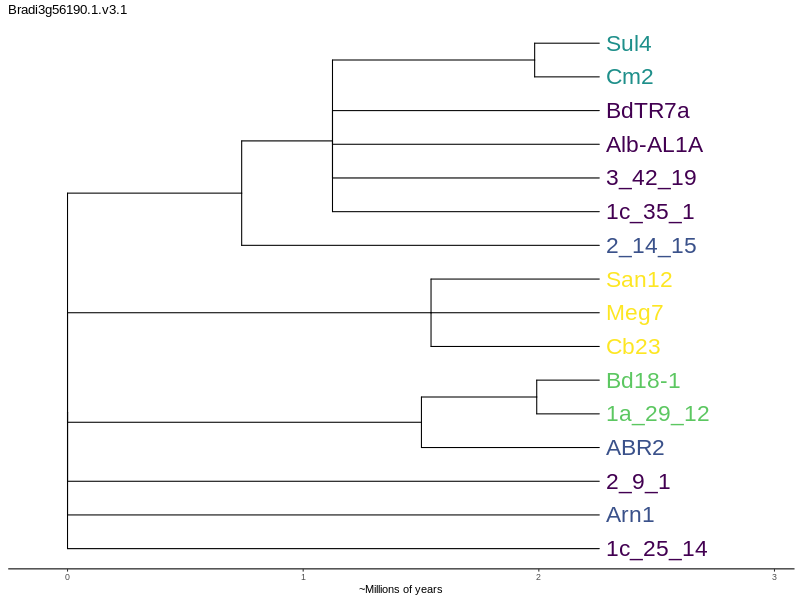 Bradi3g56190.1.v3.1
Sul4
Cm2
BdTR7a
Alb-AL1A
3_42_19
1c_35_1
2_14_15
San12
Meg7
Cb23
Bd18-1
1a_29_12
ABR2
2_9_1
Arn1
1c_25_14
0 1 2 3
~Millions of years